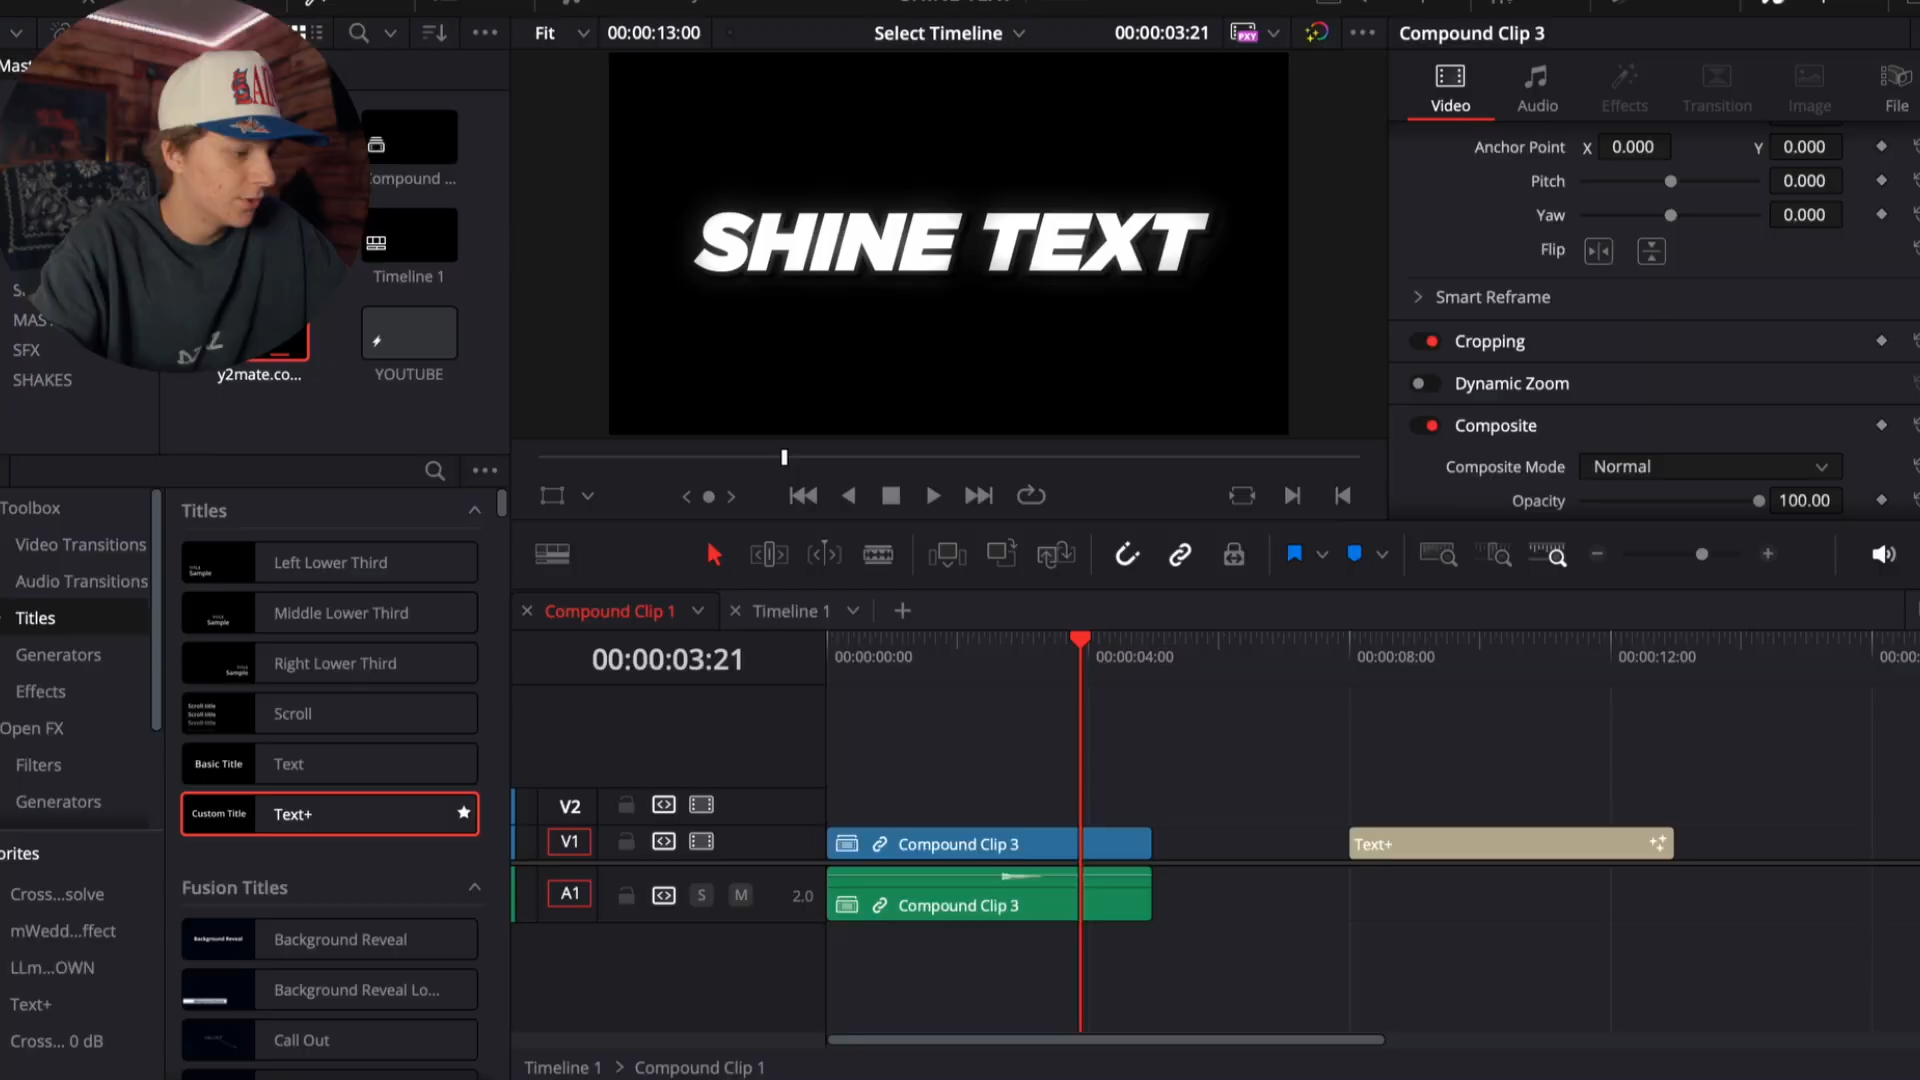 Fit
00:00:13:00
Select Timeline
00:00:03:21
PXY
Compound Clip 3
Video
Audio
Effects
Transition
Image
File
Anchor Point X 0.000 Y 0.000
Pitch 0.000
Yaw 0.000
Flip
Smart Reframe
Cropping
Dynamic Zoom
Composite
Composite Mode Normal
Opacity 100.00
SHINE TEXT
Compound ...
Timeline 1
y2mate.co...
YOUTUBE
SFX
SHAKES
Toolbox
Video Transitions
Audio Transitions
Titles
Generators
Effects
Open FX
Filters
Generators
orites
Cross...solve
mWedd...ffect
LLm...OWN
Text+
Cross... 0 dB
Titles
Left Lower Third
Middle Lower Third
Right Lower Third
Scroll
Basic Title
Text
Custom Title
Text+
Fusion Titles
Background Reveal
Background Reveal
Background Reveal Lo...
Call Out
Compound Clip 1
Timeline 1
00:00:03:21
00:00:00:00
00:00:04:00
00:00:08:00
00:00:12:00
00:00:
V2
V1
Compound Clip 3
Text+
A1
S
M
2.0
Compound Clip 3
Timeline 1 > Compound Clip 1